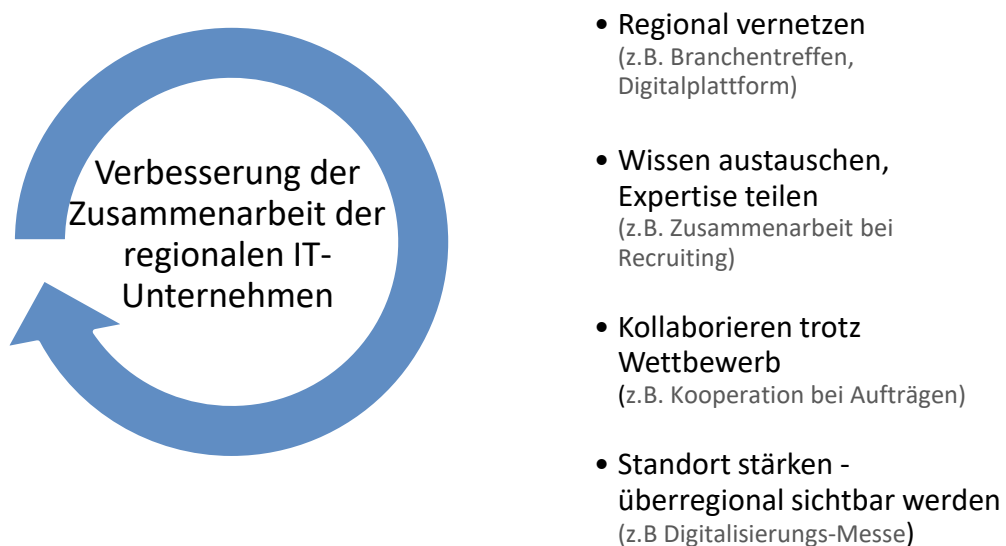 Verbesserung der
Zusammenarbeit der
regionalen IT-
Unternehmen
• Regional vernetzen
(z.B. Branchentreffen,
Digitalplattform)
• Wissen austauschen,
Expertise teilen
(z.B. Zusammenarbeit bei
Recruiting)
• Kollaborieren trotz
Wettbewerb
(z.B. Kooperation bei Aufträgen)
• Standort stärken -
überregional sichtbar werden
(z.B Digitalisierungs-Messe)